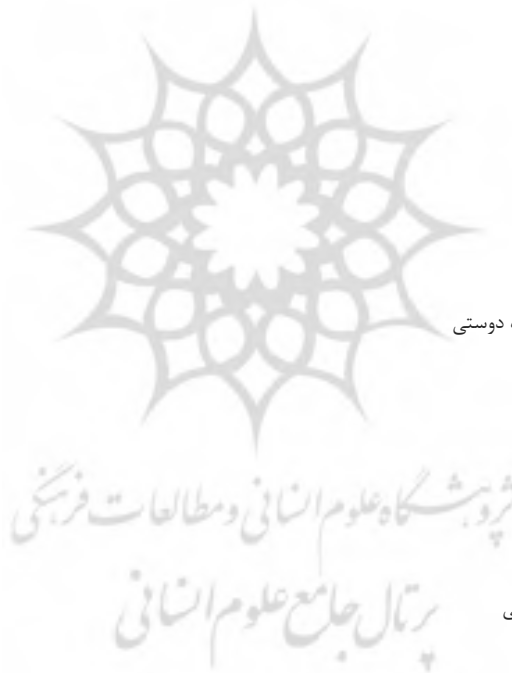 دوستی
پژوهشگاه علوم انسانی و مطالعات فرهنگی
پرتال جامع علوم انسانی